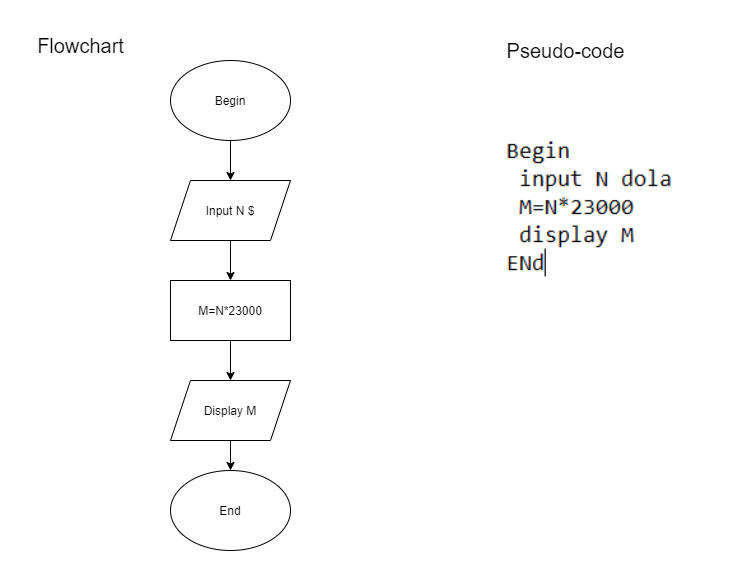 Flowchart
Begin
Input N $
M=N*23000
Display M
End
Pseudo-code
Begin
input N dola
M=N*23000
display M
ENd